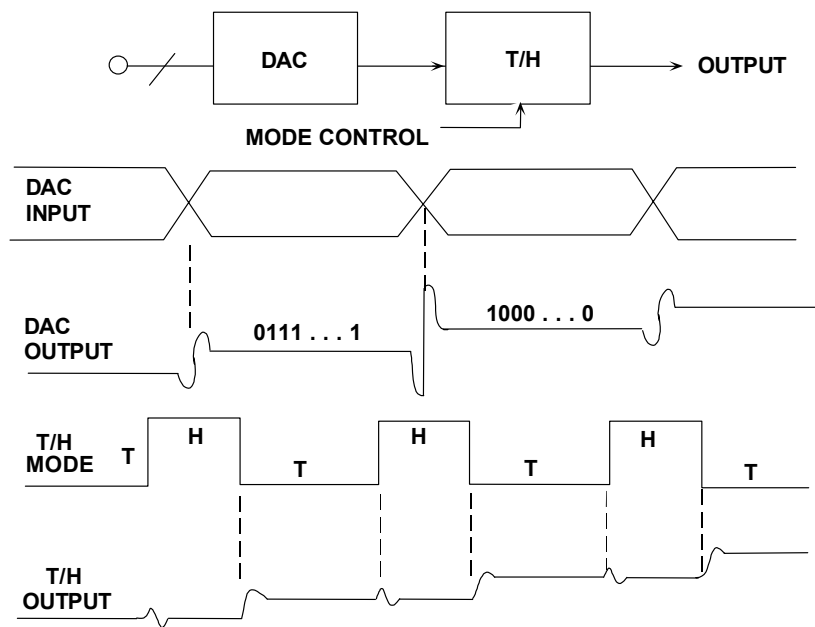 DAC
T/H
OUTPUT
MODE CONTROL
DAC
INPUT
DAC
OUTPUT
0111 . . . 1
1000 . . . 0
T/H
MODE
T
H
T
H
T
H
T
T/H
OUTPUT